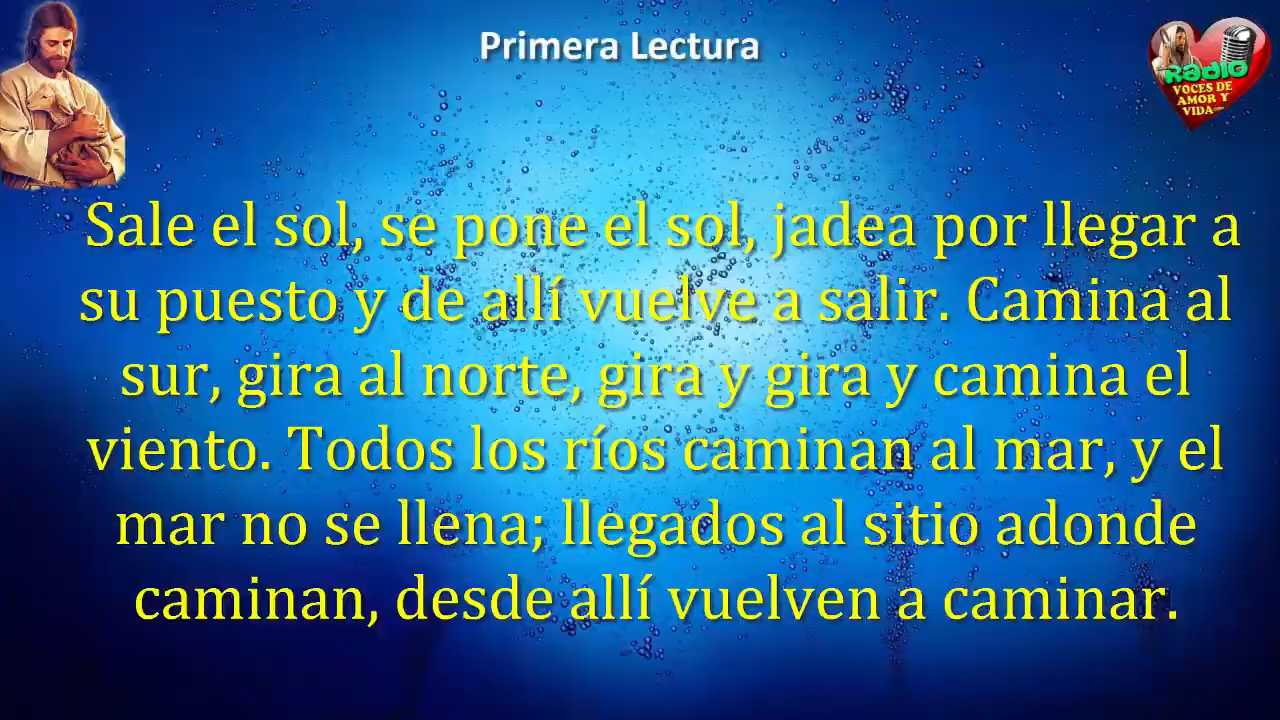 Primera Lectura
Radio
VOCES DE
AMOR Y
VIDA
Sale el sol, se pone el sol, jadea por llegar a
su puesto y de allí vuelve a salir. Camina al
sur, gira al norte, gira y gira y camina el
viento. Todos los ríos caminan al mar, y el
mar no se llena; llegados al sitio adonde
caminan, desde allí vuelven a caminar.